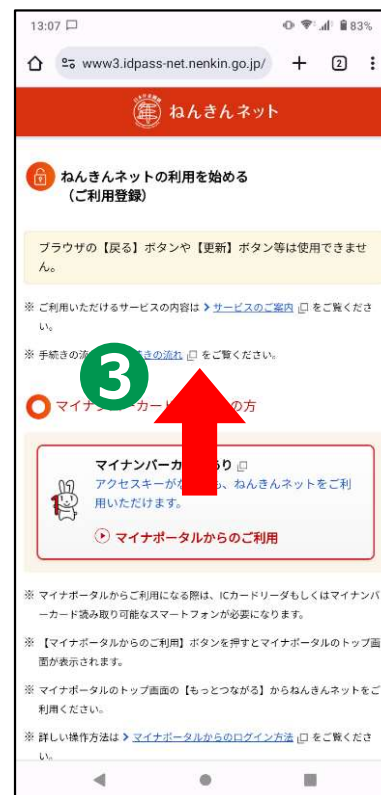 13:07 83%
www3.idpass-net.nenkin.go.jp/ 2
ねんきんネット
ねんきんネットの利用を始める
(ご利用登録)
ブラウザの【戻る】ボタンや【更新】ボタン等は使用できませ
ん。
※ ご利用いただけるサービスの内容は サービスのご案内 をご覧くださ
い。
※ 手続きの流 きの流れ をご覧ください。
3
マイナン カード の方
マイナンバーカ り
アクセスキーが 、ねんきんネットをご利
用いただけます。
マイナポータルからのご利用
※ マイナポータルからご利用になる際は、ICカードリーダもしくはマイナンバ
ーカード読み取り可能なスマートフォンが必要になります。
※ 【マイナポータルからのご利用】ボタンを押すとマイナポータルのトップ画
面が表示されます。
※ マイナポータルのトップ画面の【もっとつながる】からねんきんネットをご
利用ください。
※ 詳しい操作方法は マイナポータルからのログイン方法 をご覧くださ
い。